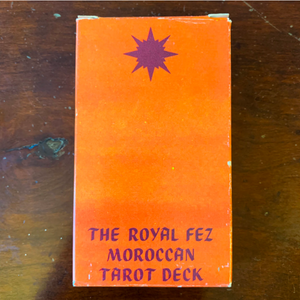 THE ROYAL FEZ
MOROCCAN
TAROT DECK